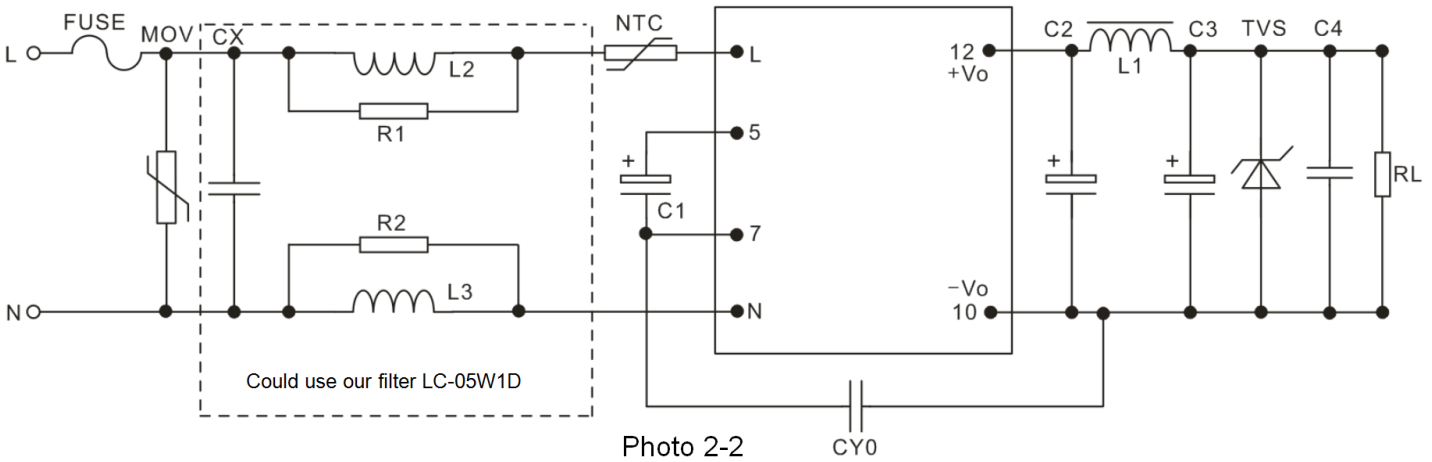 FUSE
MOV
CX
NTC
C2
C3
TVS
C4
L
L2
L
12
+Vo
L1
R1
5
+
+
+
RL
C1
R2
7
L3
−Vo
N
N
10
Could use our filter LC-05W1D
Photo 2-2
CY0